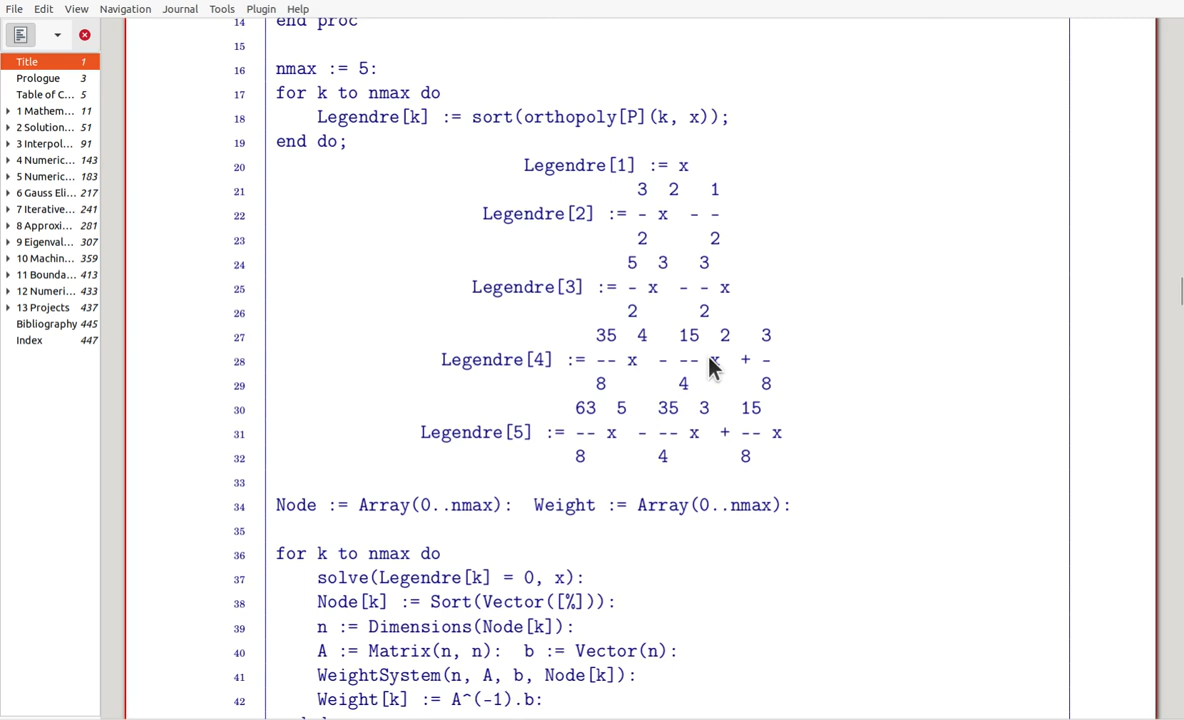 File Edit View Navigation Journal Tools Plugin Help
Title 1
Prologue 3
Table of C... 5
1 Mathem... 11
2 Solution... 51
3 Interpol... 91
4 Numeric... 143
5 Numeric... 183
6 Gauss Eli... 217
7 Iterative... 241
8 Approxi... 281
9 Eigenval... 307
10 Machin... 359
11 Bounda... 413
12 Numeri... 433
13 Projects 437
Bibliography 445
Index 447
14 end proc
15
16 nmax := 5:
17 for k to nmax do
18 Legendre[k] := sort(orthopoly[P](k, x));
19 end do;
20 Legendre[1] := x
21 3 2 1
22 Legendre[2] := - x - -
23 2 2
24 5 3 3
25 Legendre[3] := - x - - x
26 2 2
27 35 4 15 2 3
28 Legendre[4] := -- x - -- x + -
29 8 4 8
30 63 5 35 3 15
31 Legendre[5] := -- x - -- x + -- x
32 8 4 8
33
34 Node := Array(0..nmax): Weight := Array(0..nmax):
35
36 for k to nmax do
37 solve(Legendre[k] = 0, x):
38 Node[k] := Sort(Vector([%])):
39 n := Dimensions(Node[k]):
40 A := Matrix(n, n): b := Vector(n):
41 WeightSystem(n, A, b, Node[k]):
42 Weight[k] := A^(-1).b: